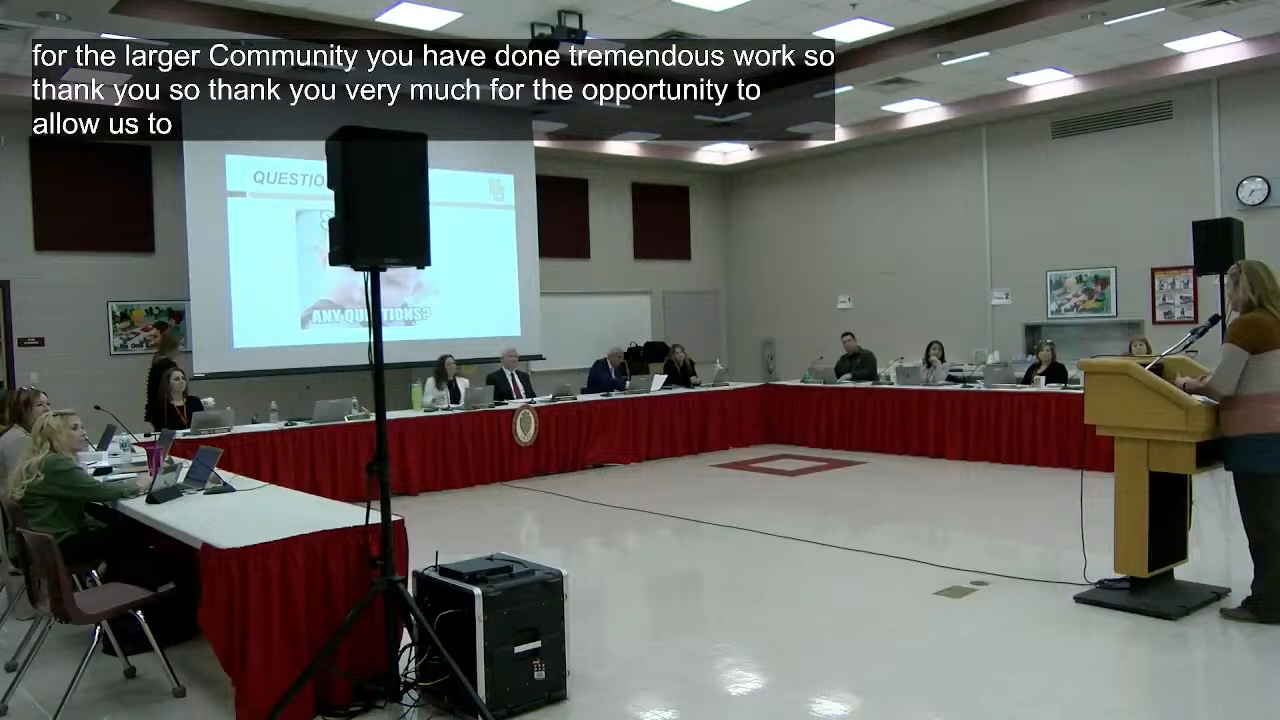 for the larger Community you have done tremendous work so
thank you so thank you very much for the opportunity to
allow us to
QUESTIO
ANY QUESTIONS?